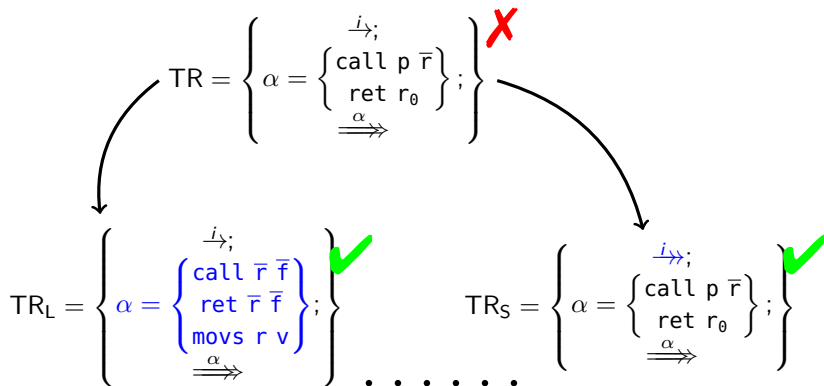 i→;
TR = { α = { call p r̅ } ; } ✗
ret r₀
α⟹
i→;
TR_L = { α = { call r̅ f̅
ret r̅ f̅
movs r v } ; } ✔
α⟹
i↠;
TR_S = { α = { call p r̅ } ; } ✔
ret r₀
α⟹
. . . . . .